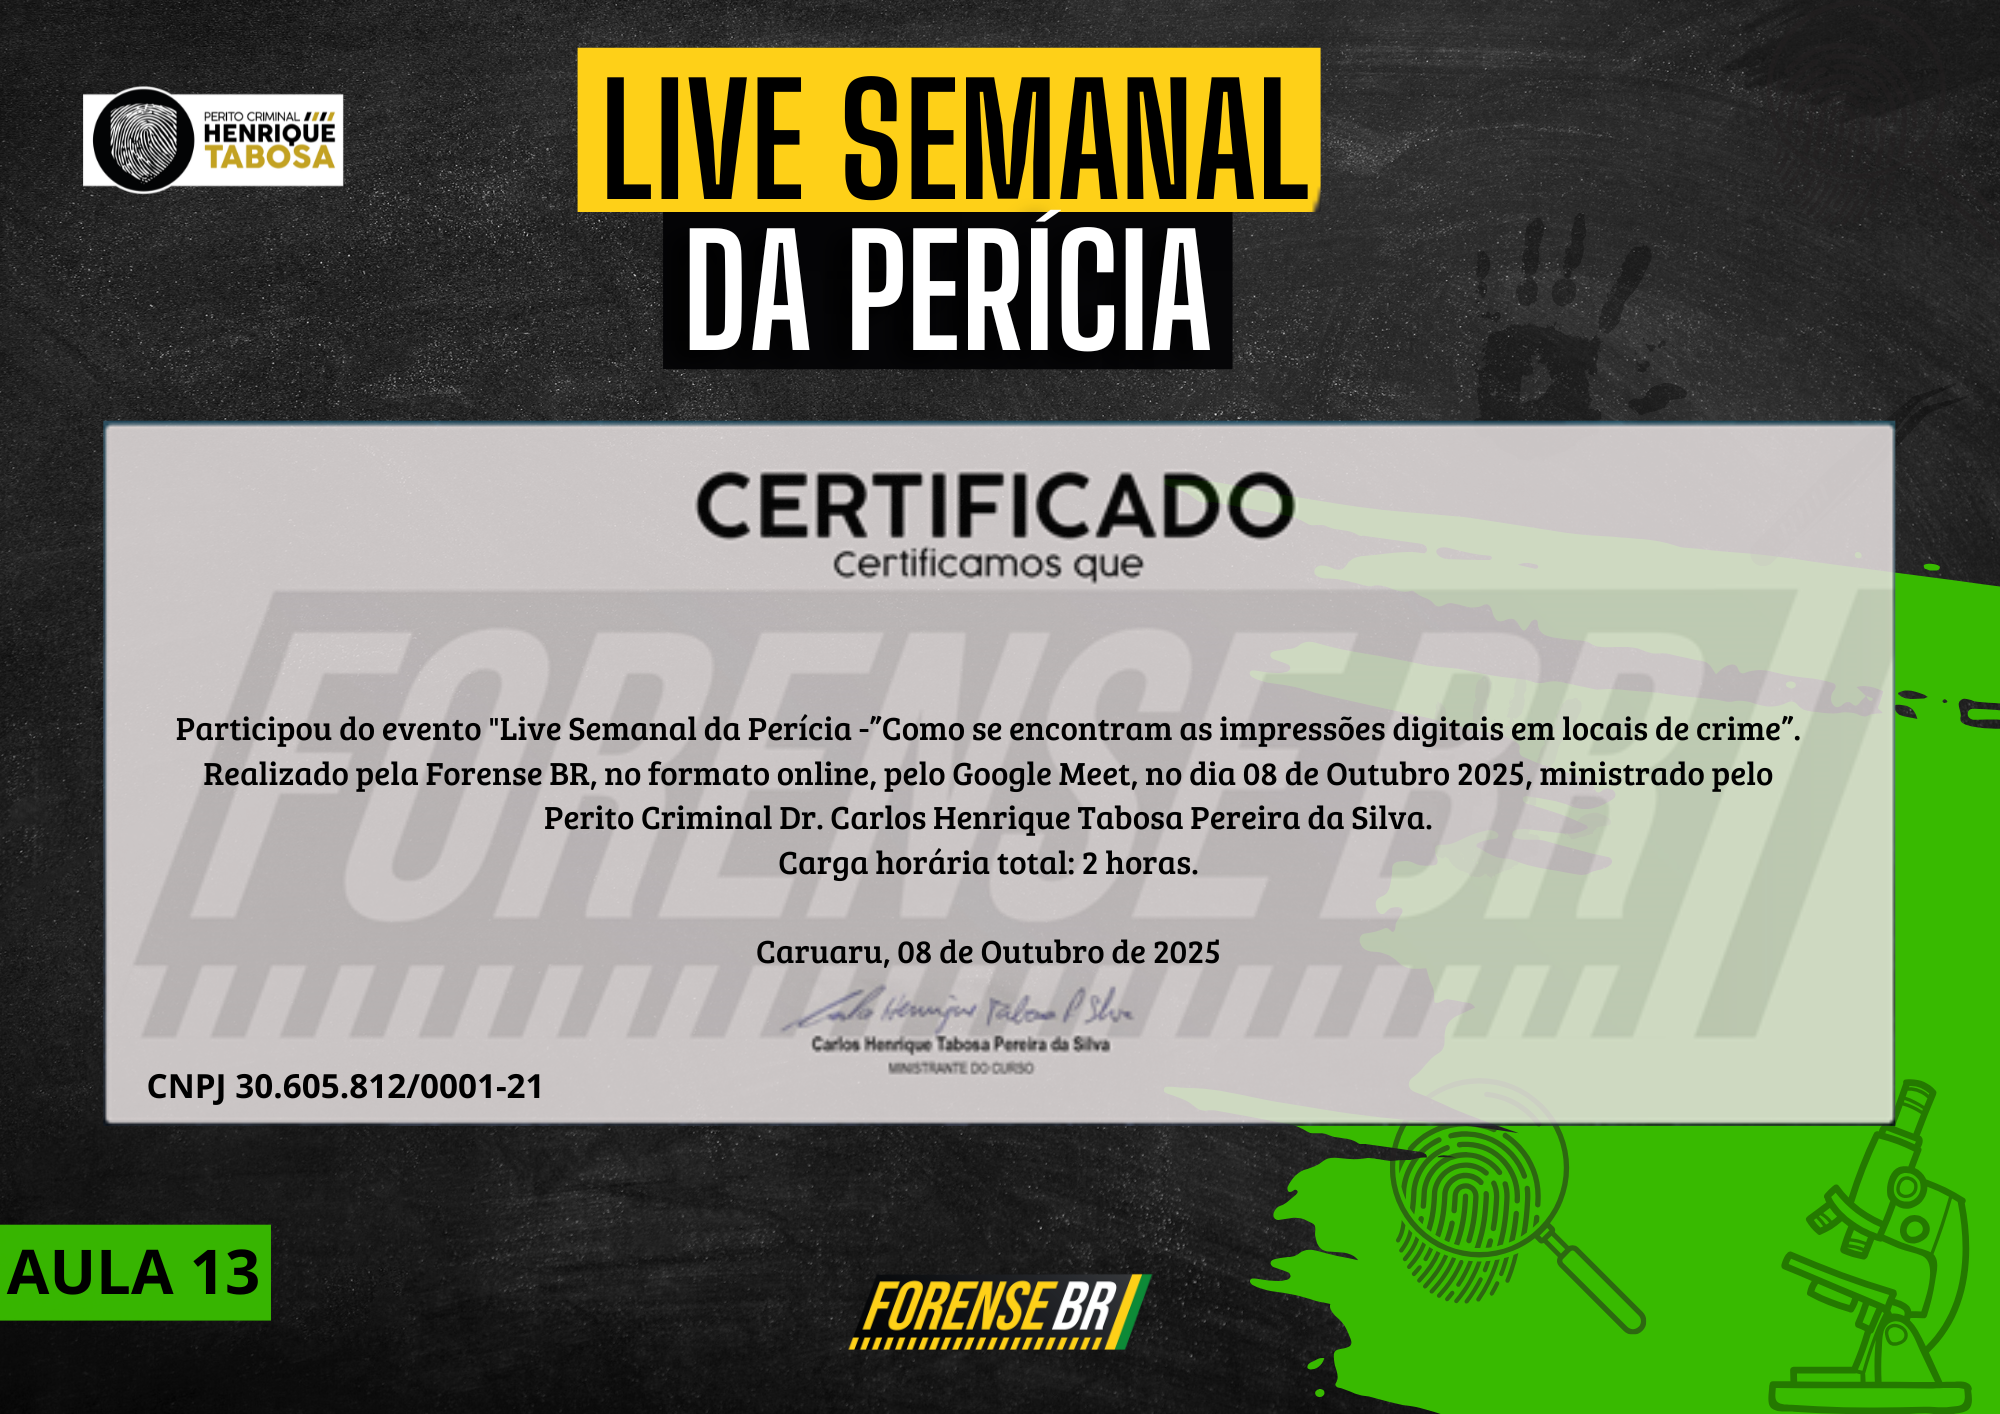 PERITO CRIMINAL
HENRIQUE
TABOSA
LIVE SEMANAL
DA PERÍCIA
CERTIFICADO
Certificamos que
FORENSE BR
Participou do evento "Live Semanal da Perícia -”Como se encontram as impressões digitais em locais de crime”.
Realizado pela Forense BR, no formato online, pelo Google Meet, no dia 08 de Outubro 2025, ministrado pelo
Perito Criminal Dr. Carlos Henrique Tabosa Pereira da Silva.
Carga horária total: 2 horas.
Caruaru, 08 de Outubro de 2025
Carlos Henrique Tabosa P Silva
Carlos Henrique Tabosa Pereira da Silva
MINISTRANTE DO CURSO
CNPJ 30.605.812/0001-21
AULA 13
FORENSE BR